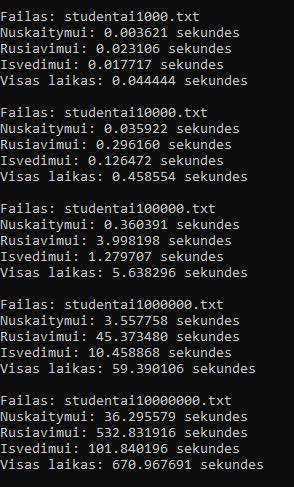 Failas: studentai1000.txt
Nuskaitymui: 0.003621 sekundes
Rusiavimui: 0.023106 sekundes
Isvedimui: 0.017717 sekundes
Visas laikas: 0.044444 sekundes
Failas: studentai10000.txt
Nuskaitymui: 0.035922 sekundes
Rusiavimui: 0.296160 sekundes
Isvedimui: 0.126472 sekundes
Visas laikas: 0.458554 sekundes
Failas: studentai100000.txt
Nuskaitymui: 0.360391 sekundes
Rusiavimui: 3.998198 sekundes
Isvedimui: 1.279707 sekundes
Visas laikas: 5.638296 sekundes
Failas: studentai1000000.txt
Nuskaitymui: 3.557758 sekundes
Rusiavimui: 45.373480 sekundes
Isvedimui: 10.458868 sekundes
Visas laikas: 59.390106 sekundes
Failas: studentai10000000.txt
Nuskaitymui: 36.295579 sekundes
Rusiavimui: 532.831916 sekundes
Isvedimui: 101.840196 sekundes
Visas laikas: 670.967691 sekundes